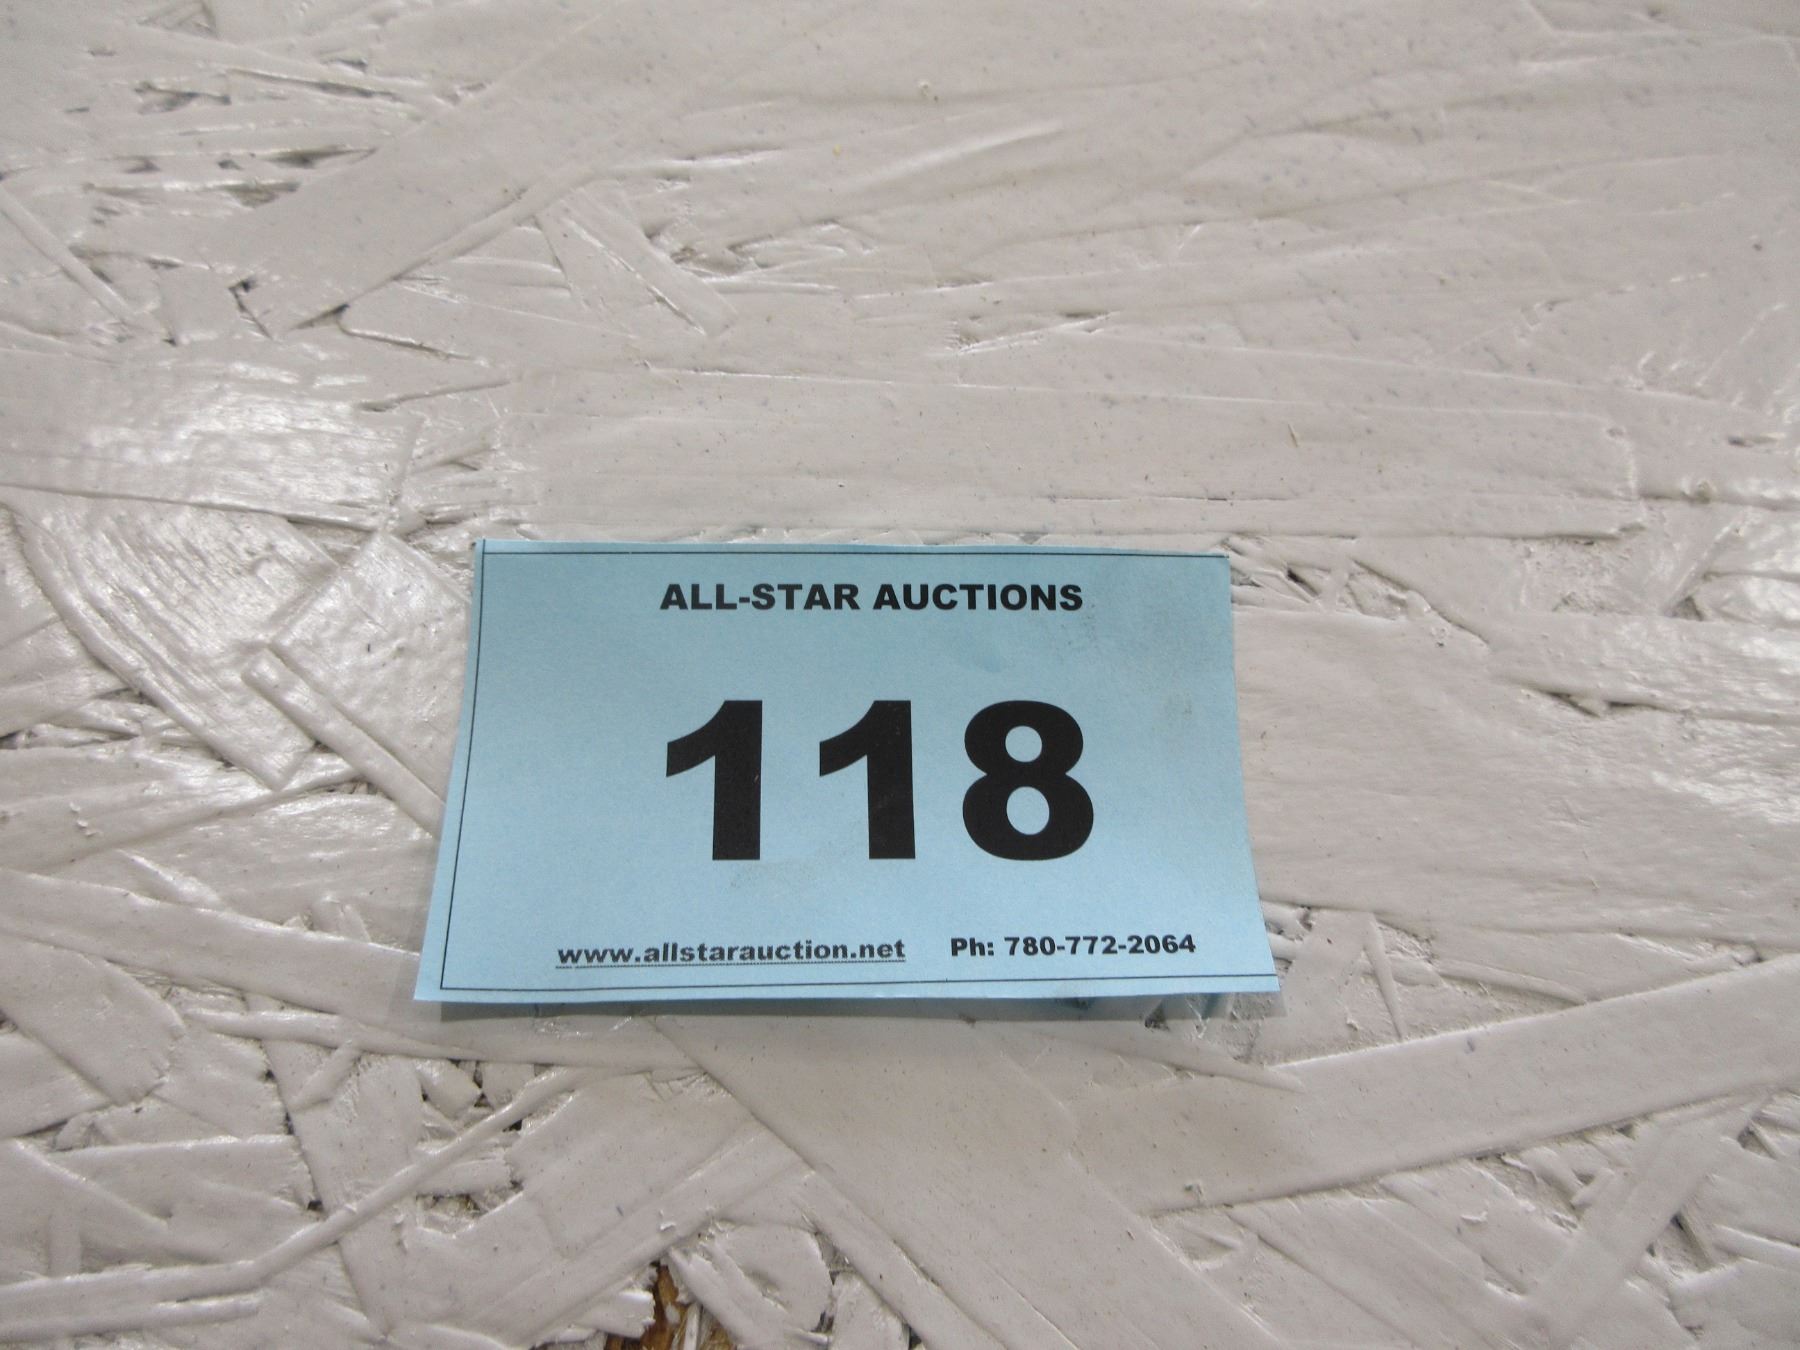 ALL-STAR AUCTIONS
118
www.allstarauction.net Ph: 780-772-2064